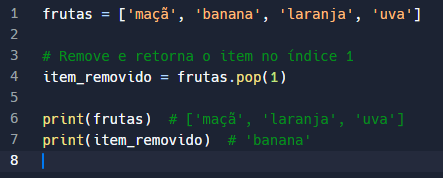 1 frutas = ['maçã', 'banana', 'laranja', 'uva']
2
3 # Remove e retorna o item no índice 1
4 item_removido = frutas.pop(1)
5
6 print(frutas)  # ['maçã', 'laranja', 'uva']
7 print(item_removido)  # 'banana'
8